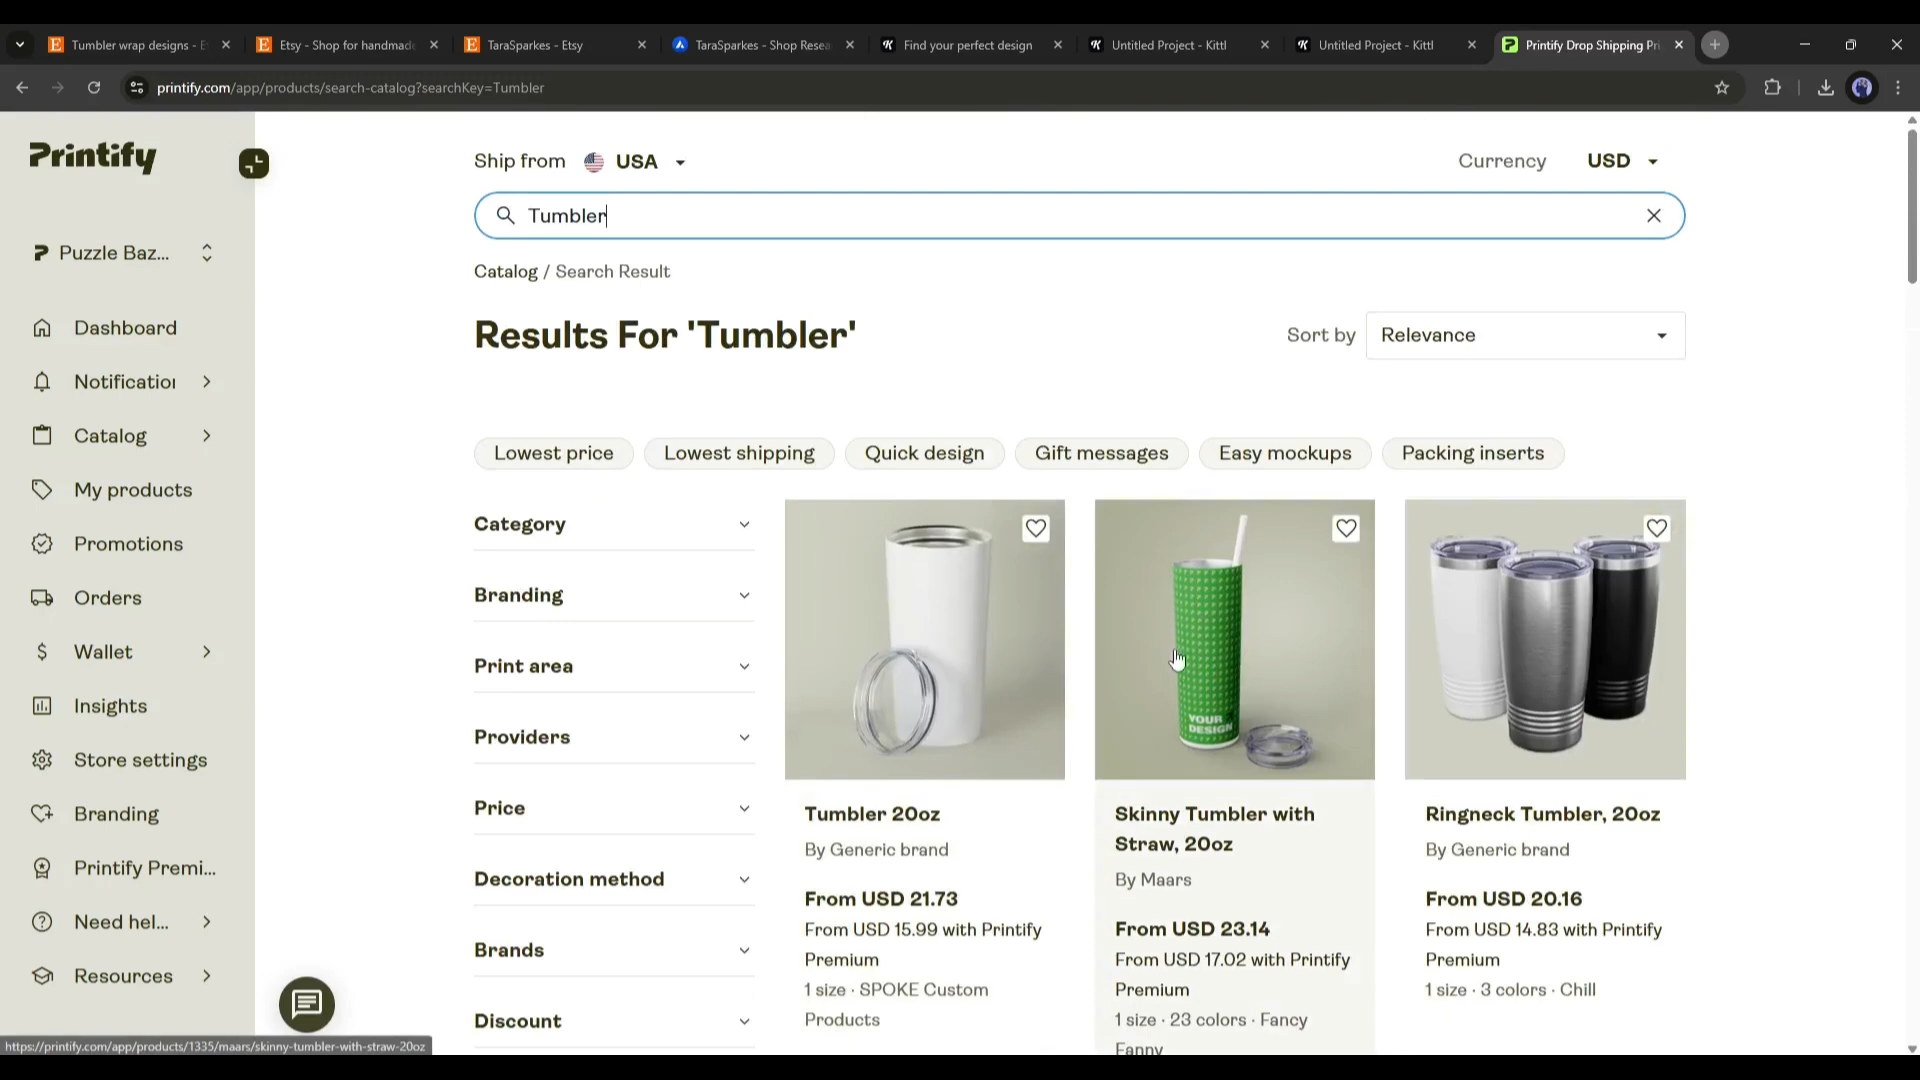 Tumbler wrap designs - E
Etsy - Shop for handmade
TaraSparkes - Etsy
TaraSparkes - Shop Resea
Find your perfect design
Untitled Project - Kittl
Untitled Project - Kittl
Printify Drop Shipping Pri
printify.com/app/products/search-catalog?searchKey=Tumbler
Printify
Puzzle Baz...
Dashboard
Notification
Catalog
My products
Promotions
Orders
Wallet
Insights
Store settings
Branding
Printify Premi...
Need hel...
Resources
Ship from USA
Currency USD
Tumbler
Catalog / Search Result
Results For 'Tumbler'
Sort by Relevance
Lowest price
Lowest shipping
Quick design
Gift messages
Easy mockups
Packing inserts
Category
Branding
Print area
Providers
Price
Decoration method
Brands
Discount
Tumbler 20oz
By Generic brand
From USD 21.73
From USD 15.99 with Printify
Premium
1 size · SPOKE Custom
Products
YOUR
DESIGN
Skinny Tumbler with
Straw, 20oz
By Maars
From USD 23.14
From USD 17.02 with Printify
Premium
1 size · 23 colors · Fancy
Fanny
Ringneck Tumbler, 20oz
By Generic brand
From USD 20.16
From USD 14.83 with Printify
Premium
1 size · 3 colors · Chill
https://printify.com/app/products/1335/maars/skinny-tumbler-with-straw-20oz